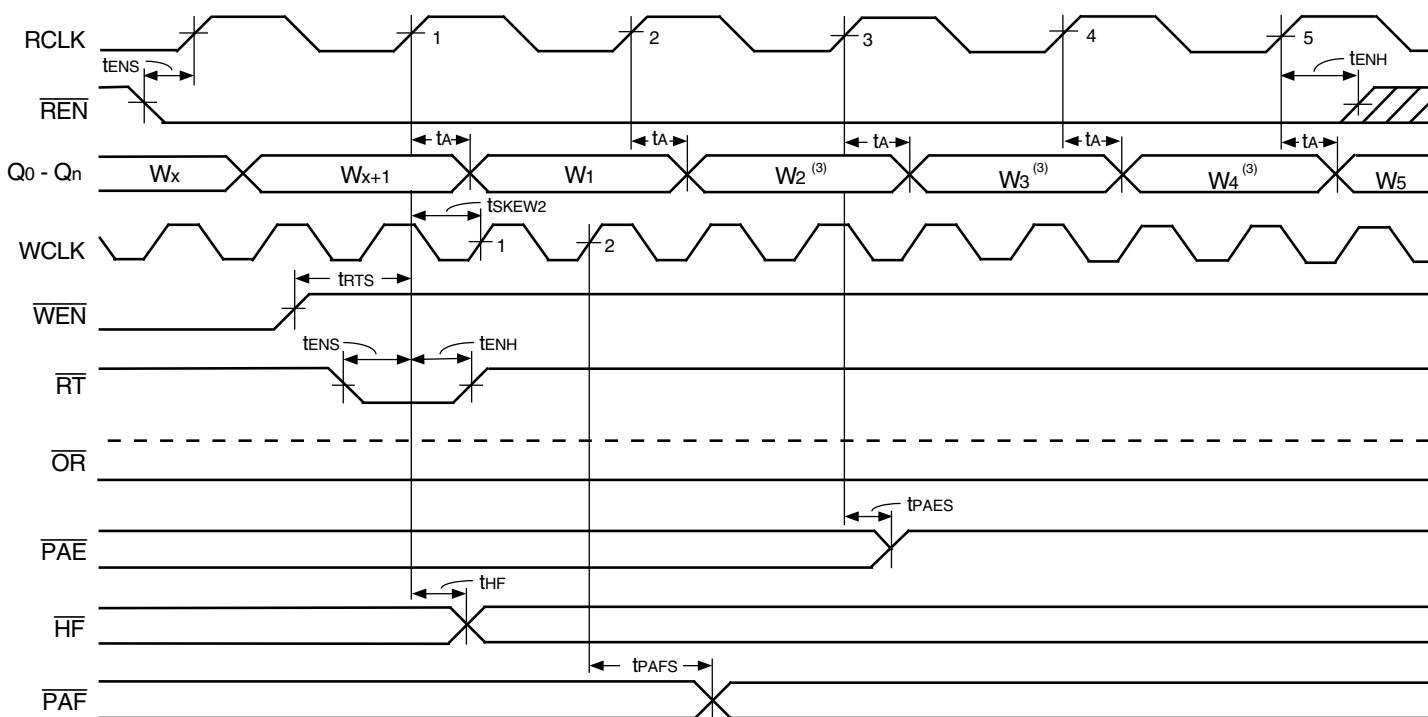 RCLK 1 2 3 4 5
tENS tENH
REN
tA tA tA tA tA
Q0 - Qn Wx Wx+1 W1 W2 (3) W3 (3) W4 (3) W5
tSKEW2
WCLK 1 2
tRTS
WEN
tENS tENH
RT
OR
tPAES
PAE
tHF
HF
tPAFS
PAF